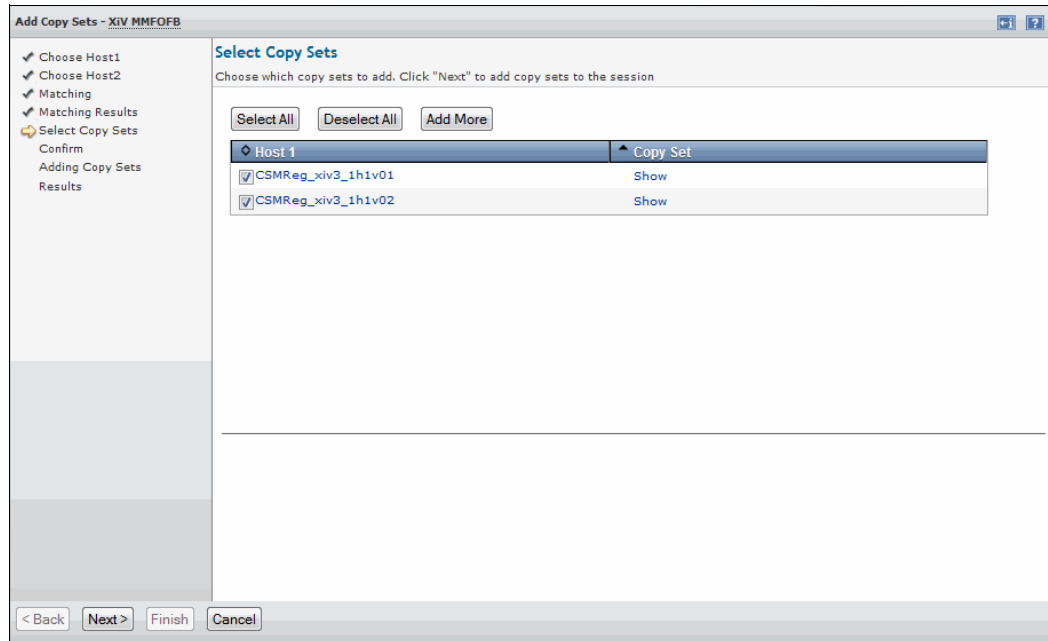 Add Copy Sets - XiV MMFOFB
Choose Host1
Choose Host2
Matching
Matching Results
Select Copy Sets
Confirm
Adding Copy Sets
Results
Select Copy Sets
Choose which copy sets to add. Click "Next" to add copy sets to the session
Select All Deselect All Add More
Host 1 Copy Set
CSMReg_xiv3_1h1v01 Show
CSMReg_xiv3_1h1v02 Show
< Back Next > Finish Cancel